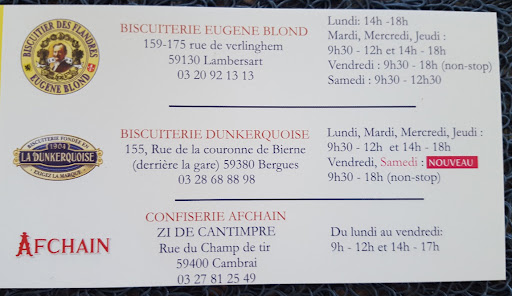 BISCUITIER DES FLANDRES
EUGÈNE BLOND
BISCUITERIE EUGENE BLOND
159-175 rue de verlinghem
59130 Lambersart
03 20 92 13 13
Lundi: 14h -18h
Mardi, Mercredi, Jeudi :
9h30 - 12h et 14h - 18h
Vendredi : 9h30 - 18h (non-stop)
Samedi : 9h30 - 12h30
BISCUITERIE FONDÉE EN
1904
LA DUNKERQUOISE
EXIGEZ LA MARQUE
BISCUITERIE DUNKERQUOISE
155, Rue de la couronne de Bierne
(derrière la gare) 59380 Bergues
03 28 68 88 98
Lundi, Mardi, Mercredi, Jeudi :
9h30 - 12h et 14h - 18h
Vendredi, Samedi : NOUVEAU
9h30 - 18h (non-stop)
AFCHAIN
CONFISERIE AFCHAIN
ZI DE CANTIMPRE
Rue du Champ de tir
59400 Cambrai
03 27 81 25 49
Du lundi au vendredi:
9h - 12h et 14h - 17h